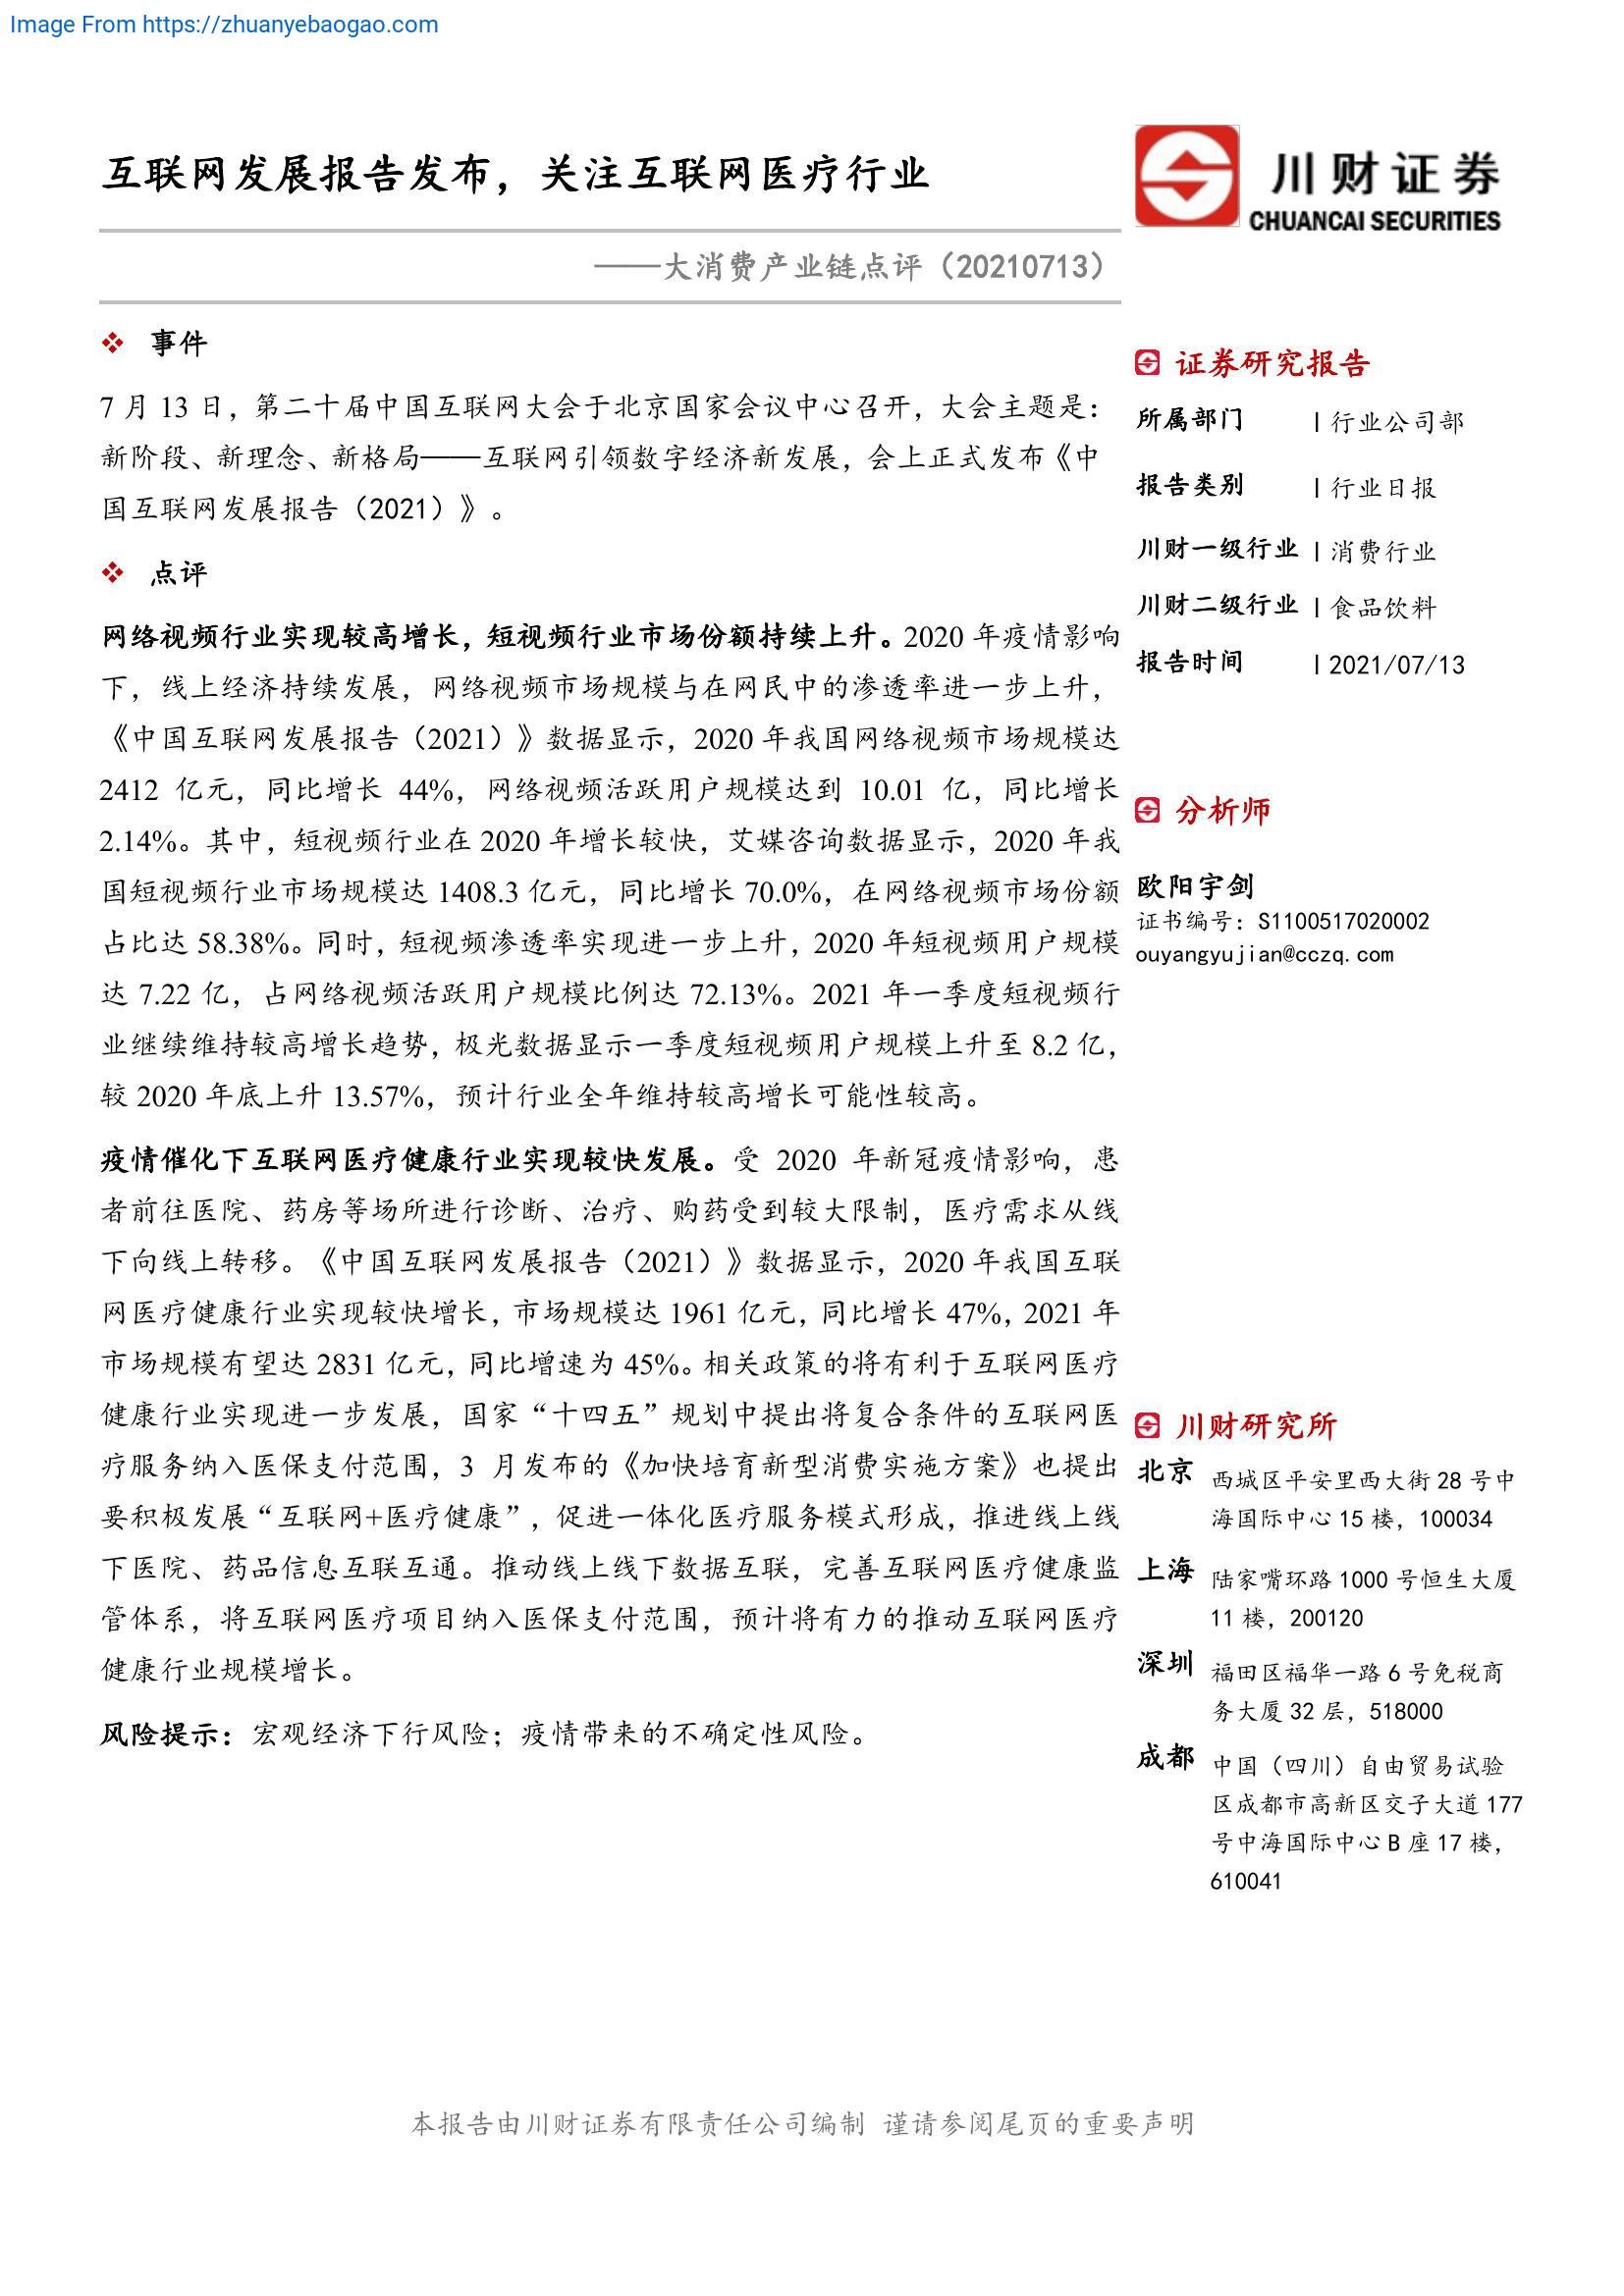 Image From https://zhuanyebaogao.com
互联网发展报告发布，关注互联网医疗行业
——大消费产业链点评（20210713）
川财证券
CHUANCAI SECURITIES
❖ 事件
7 月 13 日，第二十届中国互联网大会于北京国家会议中心召开，大会主题是：
新阶段、新理念、新格局——互联网引领数字经济新发展，会上正式发布《中
国互联网发展报告（2021）》。
❖ 点评
网络视频行业实现较高增长，短视频行业市场份额持续上升。2020 年疫情影响
下，线上经济持续发展，网络视频市场规模与在网民中的渗透率进一步上升，
《中国互联网发展报告（2021）》数据显示，2020 年我国网络视频市场规模达
2412 亿元，同比增长 44%，网络视频活跃用户规模达到 10.01 亿，同比增长
2.14%。其中，短视频行业在 2020 年增长较快，艾媒咨询数据显示，2020 年我
国短视频行业市场规模达 1408.3 亿元，同比增长 70.0%，在网络视频市场份额
占比达 58.38%。同时，短视频渗透率实现进一步上升，2020 年短视频用户规模
达 7.22 亿，占网络视频活跃用户规模比例达 72.13%。2021 年一季度短视频行
业继续维持较高增长趋势，极光数据显示一季度短视频用户规模上升至 8.2 亿，
较 2020 年底上升 13.57%，预计行业全年维持较高增长可能性较高。
疫情催化下互联网医疗健康行业实现较快发展。受 2020 年新冠疫情影响，患
者前往医院、药房等场所进行诊断、治疗、购药受到较大限制，医疗需求从线
下向线上转移。《中国互联网发展报告（2021）》数据显示，2020 年我国互联
网医疗健康行业实现较快增长，市场规模达 1961 亿元，同比增长 47%，2021 年
市场规模有望达 2831 亿元，同比增速为 45%。相关政策的将有利于互联网医疗
健康行业实现进一步发展，国家“十四五”规划中提出将复合条件的互联网医
疗服务纳入医保支付范围，3 月发布的《加快培育新型消费实施方案》也提出
要积极发展“互联网+医疗健康”，促进一体化医疗服务模式形成，推进线上线
下医院、药品信息互联互通。推动线上线下数据互联，完善互联网医疗健康监
管体系，将互联网医疗项目纳入医保支付范围，预计将有力的推动互联网医疗
健康行业规模增长。
风险提示：宏观经济下行风险；疫情带来的不确定性风险。
证券研究报告
所属部门 | 行业公司部
报告类别 | 行业日报
川财一级行业 | 消费行业
川财二级行业 | 食品饮料
报告时间 | 2021/07/13
分析师
欧阳宇剑
证书编号：S1100517020002
ouyangyujian@cczq.com
川财研究所
北京 西城区平安里西大街 28 号中
海国际中心 15 楼，100034
上海 陆家嘴环路 1000 号恒生大厦
11 楼，200120
深圳 福田区福华一路 6 号免税商
务大厦 32 层，518000
成都 中国（四川）自由贸易试验
区成都市高新区交子大道 177
号中海国际中心 B 座 17 楼，
610041
本报告由川财证券有限责任公司编制 谨请参阅尾页的重要声明